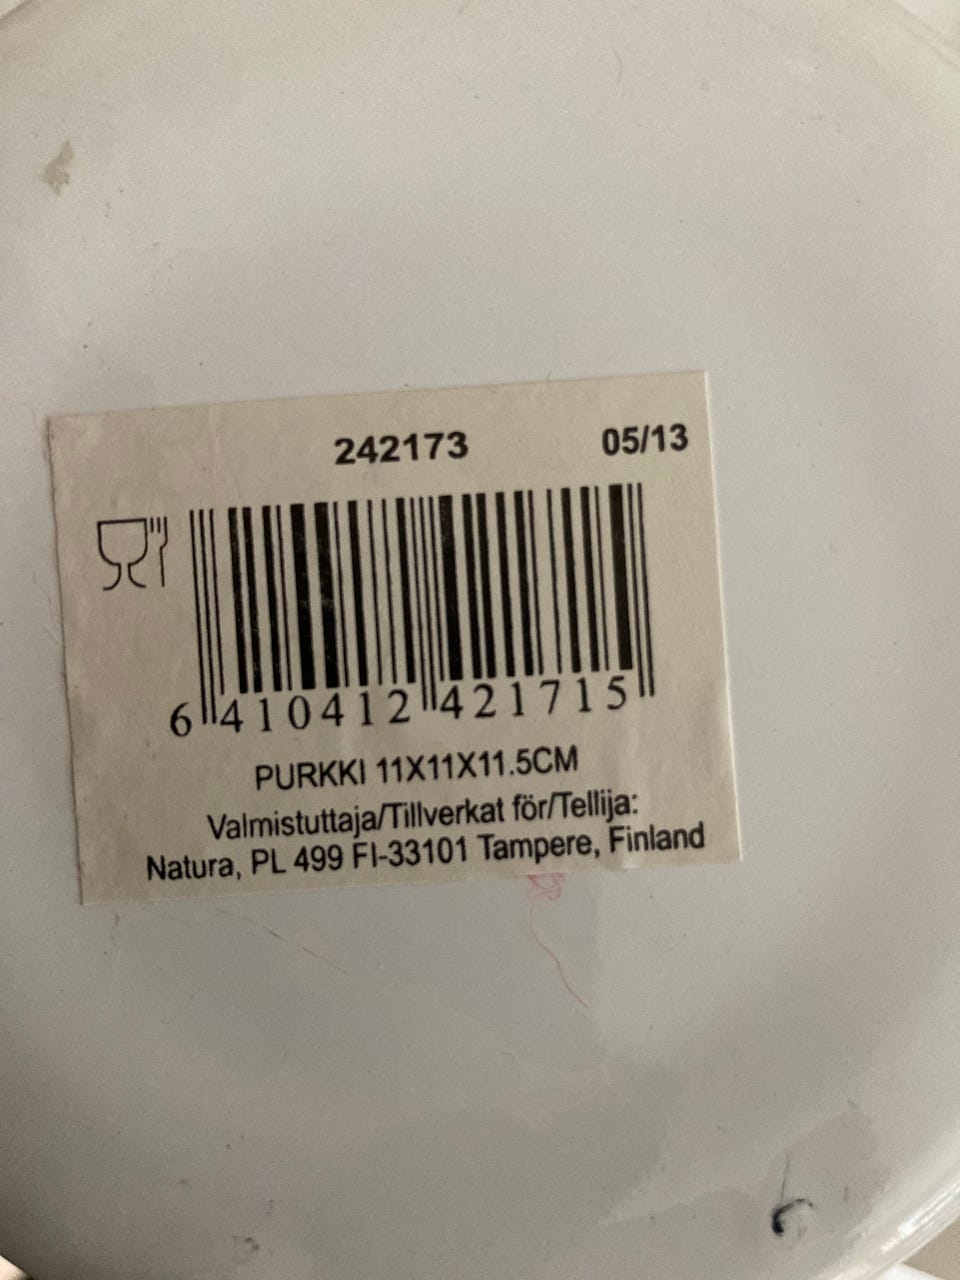 242173 05/13
6 410412 421715
PURKKI 11X11X11.5CM
Valmistuttaja/Tillverkat för/Tellija:
Natura, PL 499 FI-33101 Tampere, Finland